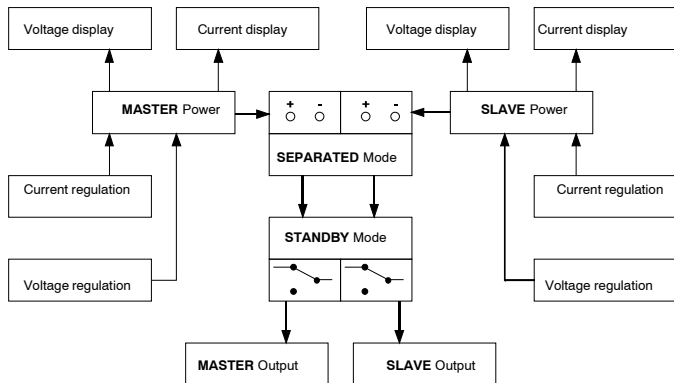 Voltage display
Current display
Voltage display
Current display
MASTER Power
+ - + -
SLAVE Power
SEPARATED Mode
Current regulation
Current regulation
STANDBY Mode
Voltage regulation
Voltage regulation
MASTER Output
SLAVE Output